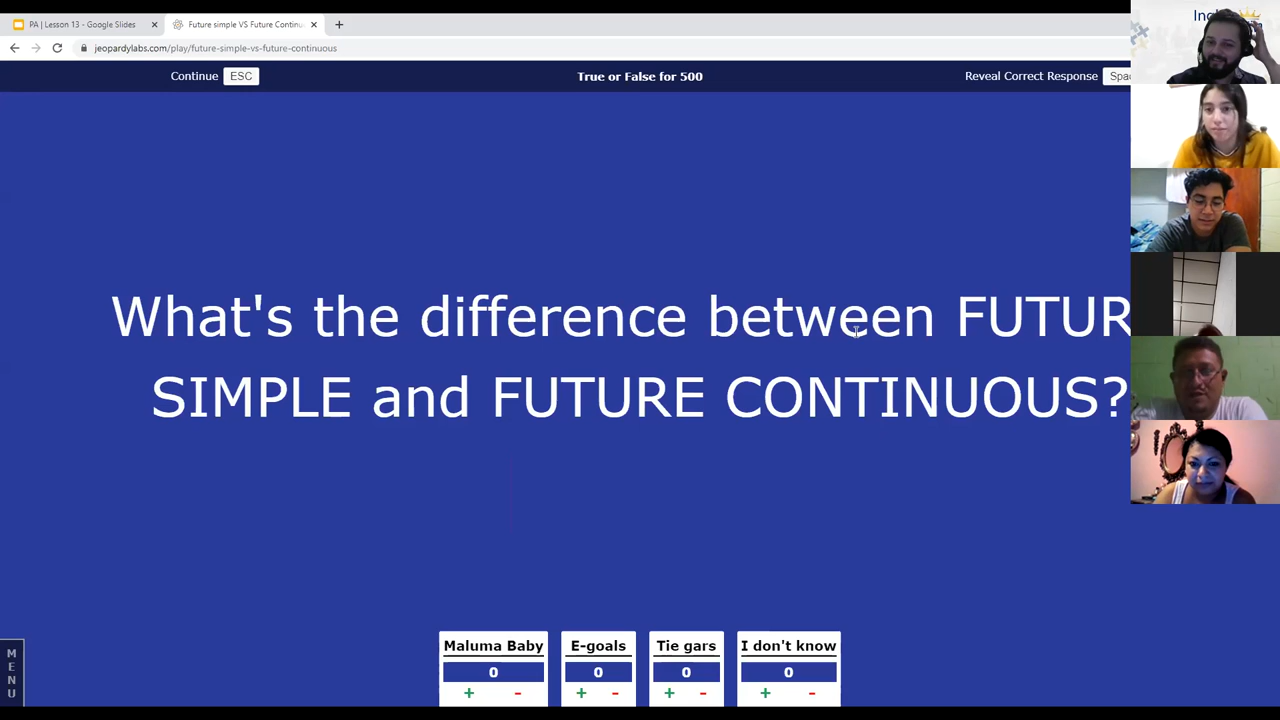 PA | Lesson 13 - Google Slides
Future simple VS Future Continu
jeopardylabs.com/play/future-simple-vs-future-continuous
Continue ESC
True or False for 500
Reveal Correct Response Spac
What's the difference between FUTUR
SIMPLE and FUTURE CONTINUOUS?
MENU
Maluma Baby E-goals Tie gars I don't know
0 0 0 0
+ - + - + - + -